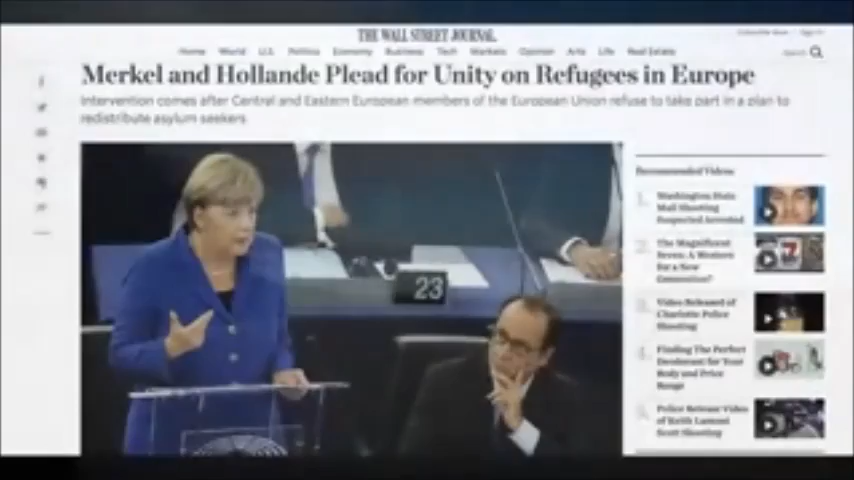 THE WALL STREET JOURNAL.
Home World U.S. Politics Economy Business Tech Markets Opinion Arts Life Real Estate
Merkel and Hollande Plead for Unity on Refugees in Europe
Intervention comes after Central and Eastern European members of the European Union refuse to take part in a plan to
redistribute asylum seekers
Recommended Videos
1. Washington State
Mall Shooting
Suspected Arrested
2. The Magnificent
Seven: A Western
for a New
Generation?
3. Video Released of
Charlotte Police
Shooting
4. Finding The Perfect
Deodorant for Your
Body and Price
Range
5. Police Release Video
of Keith Lamont
Scott Shooting
23